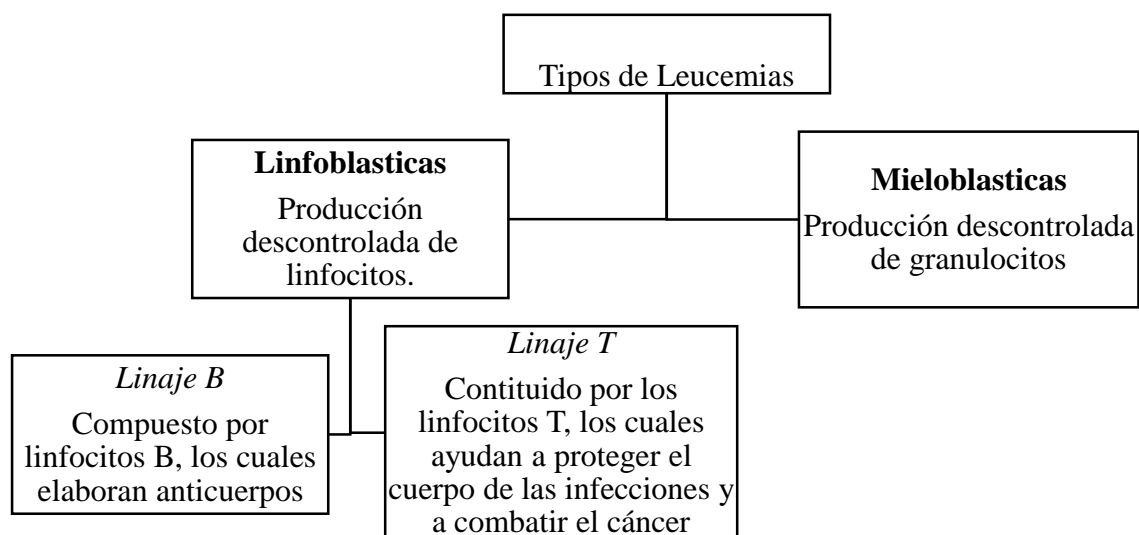 Tipos de Leucemias
Linfoblasticas
Producción
descontrolada de
linfocitos.
Mieloblasticas
Producción descontrolada
de granulocitos
Linaje B
Compuesto por
linfocitos B, los cuales
elaboran anticuerpos
Linaje T
Contituido por los
linfocitos T, los cuales
ayudan a proteger el
cuerpo de las infecciones y
a combatir el cáncer